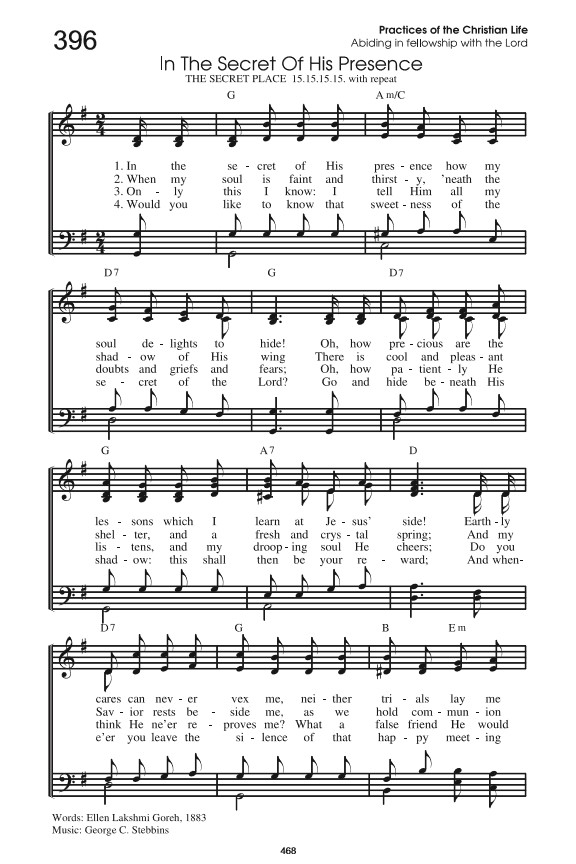 396
Practices of the Christian Life
Abiding in fellowship with the Lord
In The Secret Of His Presence
THE SECRET PLACE 15.15.15.15. with repeat
G Am/C
1. In the se - cret of His pres - ence how my
2. When my soul is faint and thirst - y, 'neath the
3. On - ly this I know: I tell Him all my
4. Would you like to know that sweet - ness of the
D7 G D7
soul de - lights to hide! Oh, how pre - cious are the
shad - ow of His wing There is cool and pleas - ant
doubts and griefs and fears; Oh, how pa - tient - ly He
se - cret of the Lord? Go and hide be - neath His
G A7 D
les - sons which I learn at Je - sus' side! Earth - ly
shel - ter, and a fresh and crys - tal spring; And my
lis - tens, and my droop - ing soul He cheers; Do you
shad - ow: this shall then be your re - ward; And when-
D7 G B Em
cares can nev - er vex me, nei - ther tri - als lay me
Sav - ior rests be - side me, as we hold com - mun - ion
think He ne'er re - proves me? What a false friend He would
e'er you leave the si - lence of that hap - py meet - ing
Words: Ellen Lakshmi Goreh, 1883
Music: George C. Stebbins
468